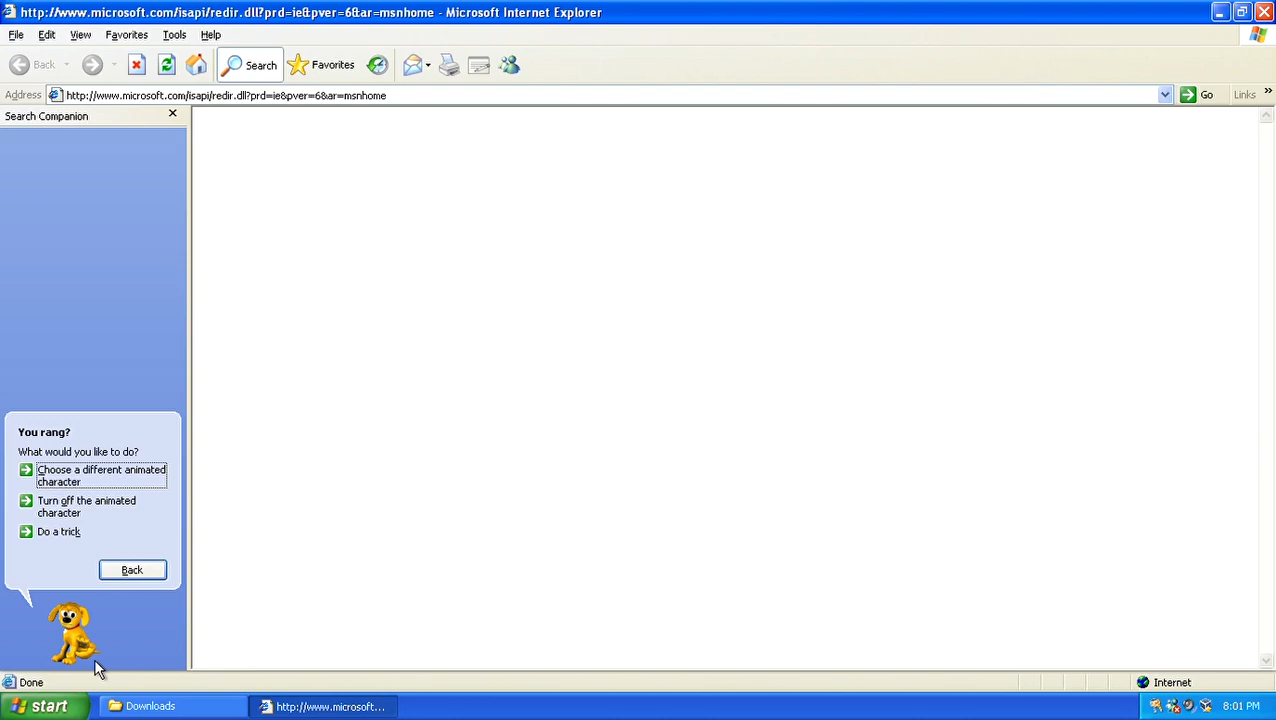 http://www.microsoft.com/isapi/redir.dll?prd=ie&pver=6&ar=msnhome - Microsoft Internet Explorer
File Edit View Favorites Tools Help
Back Search Favorites
Address http://www.microsoft.com/isapi/redir.dll?prd=ie&pver=6&ar=msnhome Go Links »
Search Companion
You rang?
What would you like to do?
Choose a different animated
character
Turn off the animated
character
Do a trick
Back
Done Internet
start Downloads http://www.microsoft... 8:01 PM